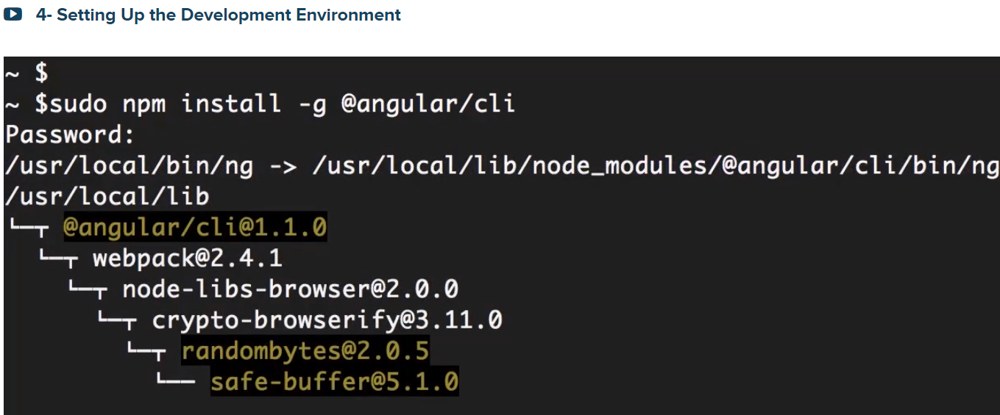 4- Setting Up the Development Environment
~ $
~ $sudo npm install -g @angular/cli
Password:
/usr/local/bin/ng -> /usr/local/lib/node_modules/@angular/cli/bin/ng
/usr/local/lib
└─┬ @angular/cli@1.1.0
└─┬ webpack@2.4.1
└─┬ node-libs-browser@2.0.0
└─┬ crypto-browserify@3.11.0
└─┬ randombytes@2.0.5
└── safe-buffer@5.1.0